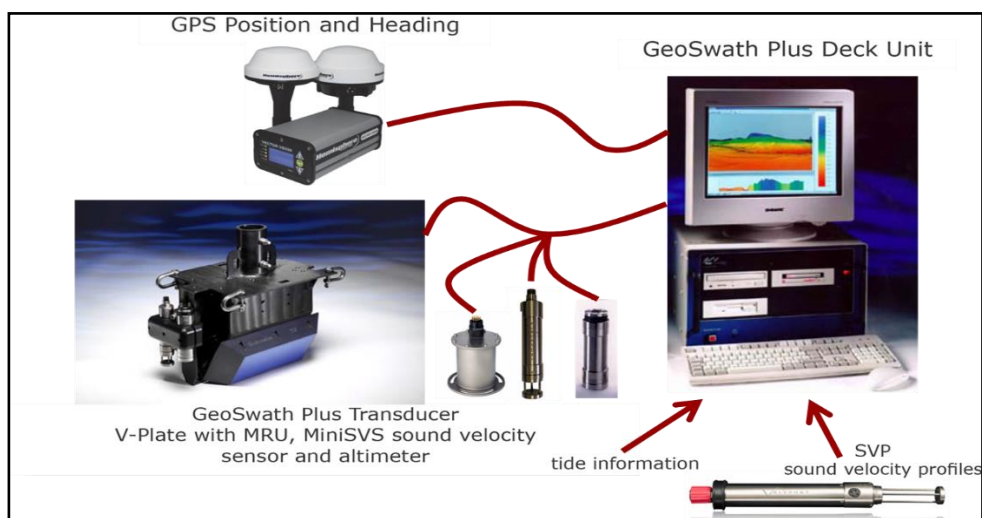 GPS Position and Heading
GeoSwath Plus Deck Unit
Hemisphere
GeoSwath Plus Transducer
V-Plate with MRU, MiniSVS sound velocity
sensor and altimeter
tide information
SVP
sound velocity profiles